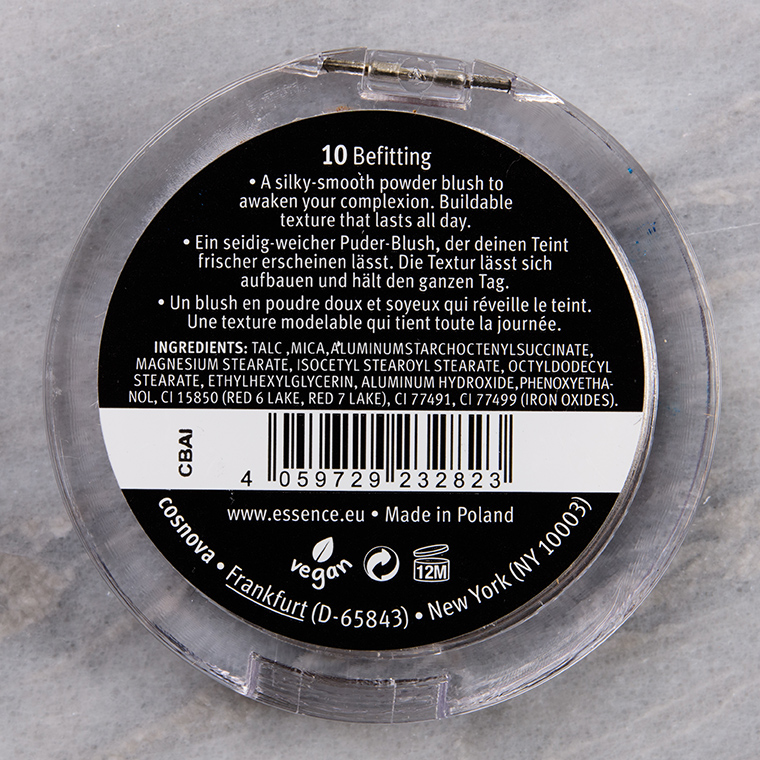 10 Befitting
• A silky-smooth powder blush to
awaken your complexion. Buildable
texture that lasts all day.
• Ein seidig-weicher Puder-Blush, der deinen Teint
frischer erscheinen lässt. Die Textur lässt sich
aufbauen und hält den ganzen Tag.
• Un blush en poudre doux et soyeux qui réveille le teint.
Une texture modelable qui tient toute la journée.
INGREDIENTS: TALC ,MICA,ALUMINUMSTARCHOCTENYLSUCCINATE,
MAGNESIUM STEARATE, ISOCETYL STEAROYL STEARATE, OCTYLDODECYL
STEARATE, ETHYLHEXYLGLYCERIN, ALUMINUM HYDROXIDE,PHENOXYETHA-
NOL, CI 15850 (RED 6 LAKE, RED 7 LAKE), CI 77491, CI 77499 (IRON OXIDES).
CBAI
4 059729 232823
www.essence.eu • Made in Poland
vegan
12M
cosnova • Frankfurt (D-65843) • New York (NY 10003)